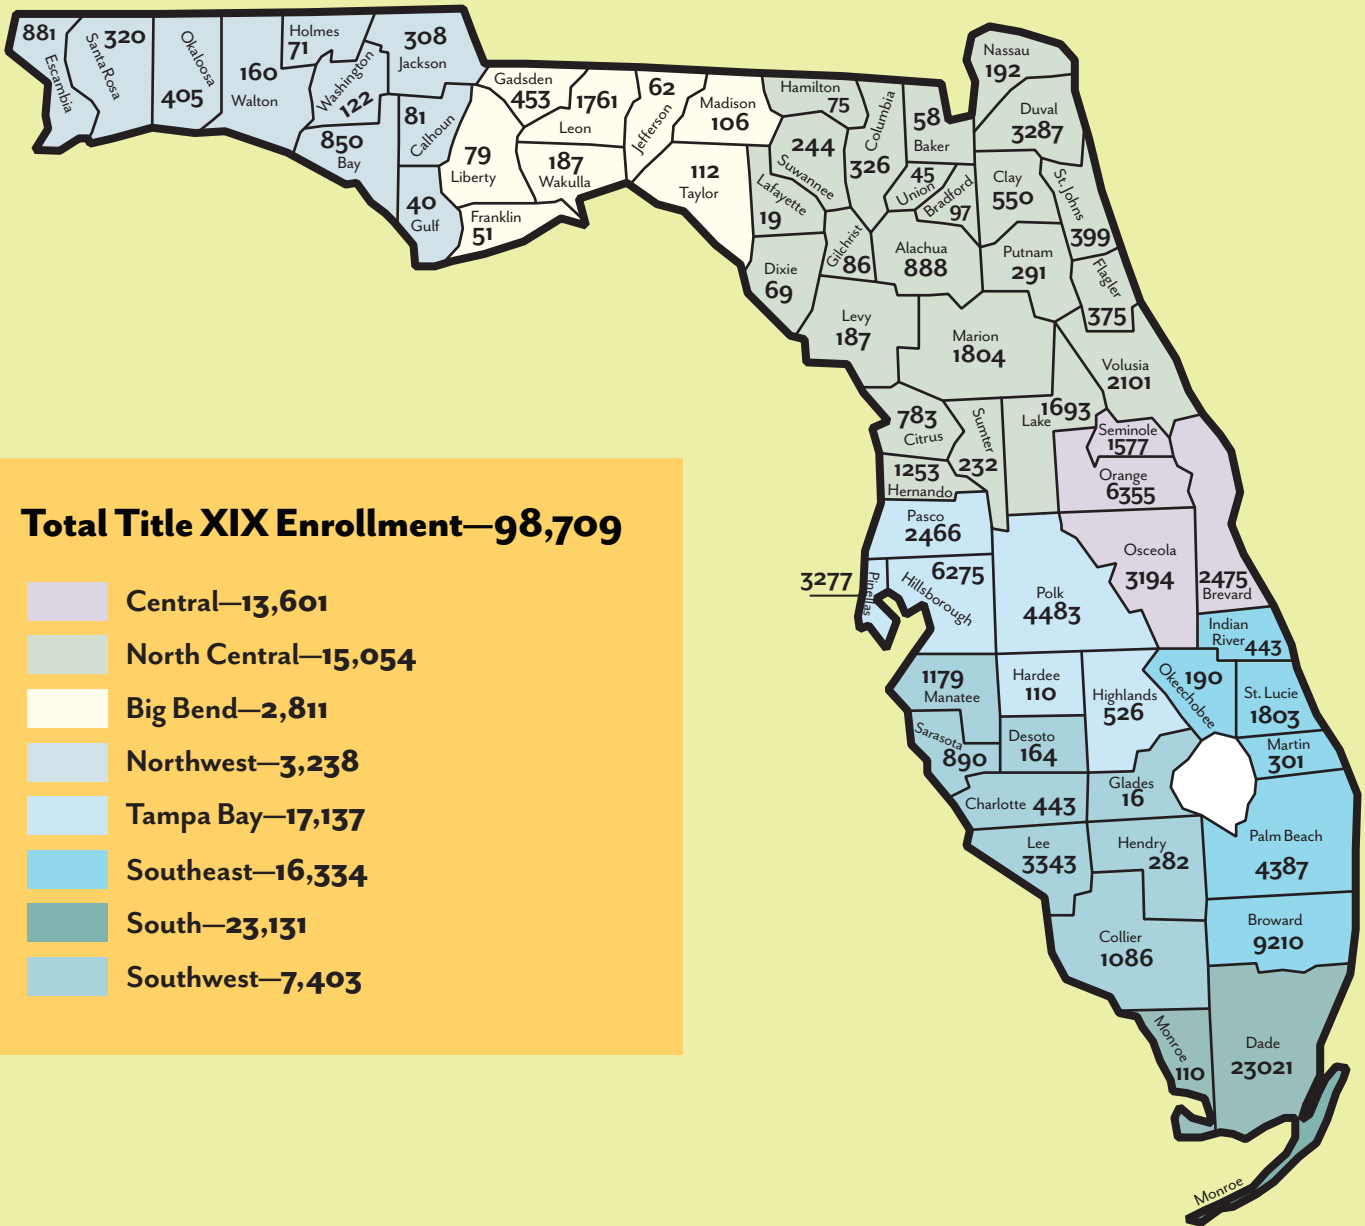 881
Escambia
320
Santa Rosa
Okaloosa
405
160
Walton
Holmes
71
Washington
122
308
Jackson
850
Bay
81
Calhoun
40
Gulf
Gadsden
453
79
Liberty
Franklin
51
1761
Leon
187
Wakulla
62
Jefferson
Madison
106
112
Taylor
Hamilton
75
244
Suwannee
Lafayette
19
Columbia
326
58
Baker
45
Union
Bradford
97
Nassau
192
Duval
3287
Clay
550
St. Johns
399
Dixie
69
Gilchrist
86
Alachua
888
Putnam
291
Flagler
375
Levy
187
Marion
1804
Volusia
2101
783
Citrus
Sumter
232
Lake
1693
Seminole
1577
1253
Hernando
Orange
6355
Total Title XIX Enrollment—98,709
Central—13,601
North Central—15,054
Big Bend—2,811
Northwest—3,238
Tampa Bay—17,137
Southeast—16,334
South—23,131
Southwest—7,403
Pasco
2466
3277
Pinellas
6275
Hillsborough
Polk
4483
Osceola
3194
2475
Brevard
Indian
River 443
1179
Manatee
Hardee
110
Highlands
526
190
Okeechobee
St. Lucie
1803
Sarasota
890
Desoto
164
Martin
301
Charlotte 443
Glades
16
Lee
3343
Hendry
282
Palm Beach
4387
Collier
1086
Broward
9210
Monroe
110
Dade
23021
Monroe